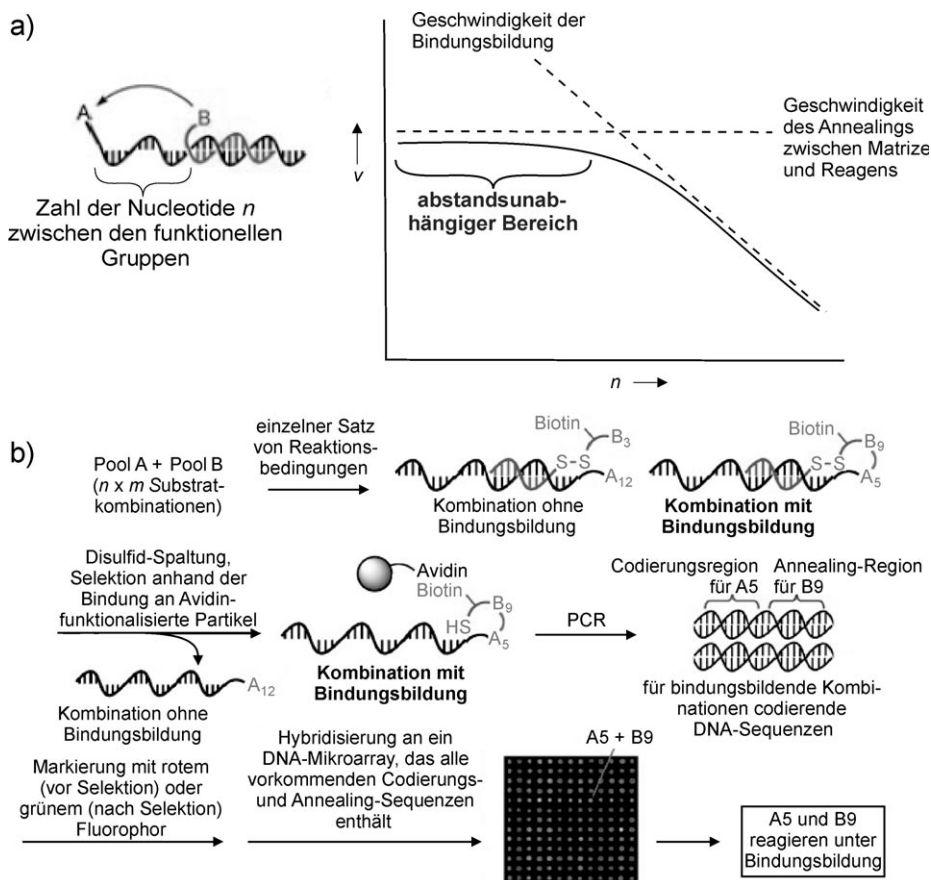 a)
A
B
Zahl der Nucleotide n
zwischen den funktionellen
Gruppen
Geschwindigkeit der
Bindungsbildung
Geschwindigkeit
des Annealings
zwischen Matrize
und Reagens
v
abstandsunab-
hängiger Bereich
n
b)
Pool A + Pool B
(n x m Substrat-
kombinationen)
einzelner Satz
von Reaktions-
bedingungen
Biotin
B3
S-S
A12
Kombination ohne
Bindungsbildung
Biotin
B9
S-S
A5
Kombination mit
Bindungsbildung
Disulfid-Spaltung,
Selektion anhand der
Bindung an Avidin-
funktionalisierte Partikel
A12
Kombination ohne
Bindungsbildung
Avidin
Biotin
B9
HS
A5
Kombination mit
Bindungsbildung
PCR
Codierungsregion
für A5
Annealing-Region
für B9
für bindungsbildende Kombi-
nationen codierende
DNA-Sequenzen
Markierung mit rotem
(vor Selektion) oder
grünem (nach Selektion)
Fluorophor
Hybridisierung an ein
DNA-Mikroarray, das alle
vorkommenden Codierungs-
und Annealing-Sequenzen
enthält
A5 + B9
A5 und B9
reagieren unter
Bindungsbildung